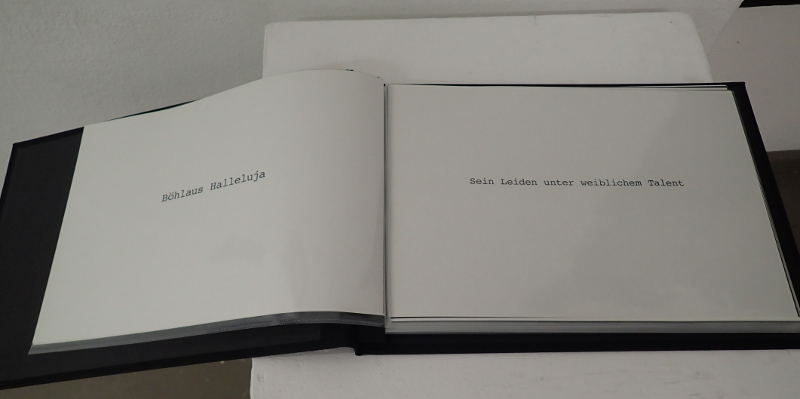 Böhlaus Halleluja
Sein Leiden unter weiblichem Talent